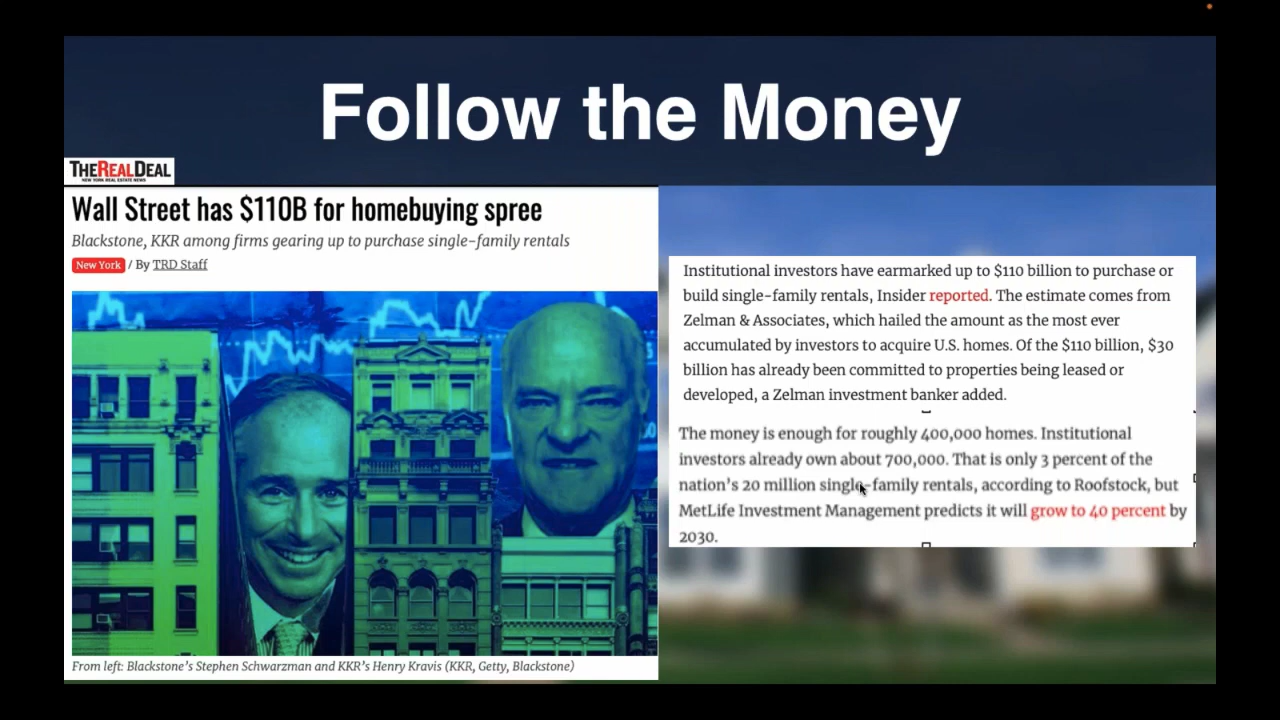 Follow the Money
THEREALDEAL
NEW YORK REAL ESTATE NEWS
Wall Street has $110B for homebuying spree
Blackstone, KKR among firms gearing up to purchase single-family rentals
New York / By TRD Staff
From left: Blackstone's Stephen Schwarzman and KKR's Henry Kravis (KKR, Getty, Blackstone)
Institutional investors have earmarked up to $110 billion to purchase or
build single-family rentals, Insider reported. The estimate comes from
Zelman & Associates, which hailed the amount as the most ever
accumulated by investors to acquire U.S. homes. Of the $110 billion, $30
billion has already been committed to properties being leased or
developed, a Zelman investment banker added.
The money is enough for roughly 400,000 homes. Institutional
investors already own about 700,000. That is only 3 percent of the
nation's 20 million single-family rentals, according to Roofstock, but
MetLife Investment Management predicts it will grow to 40 percent by
2030.